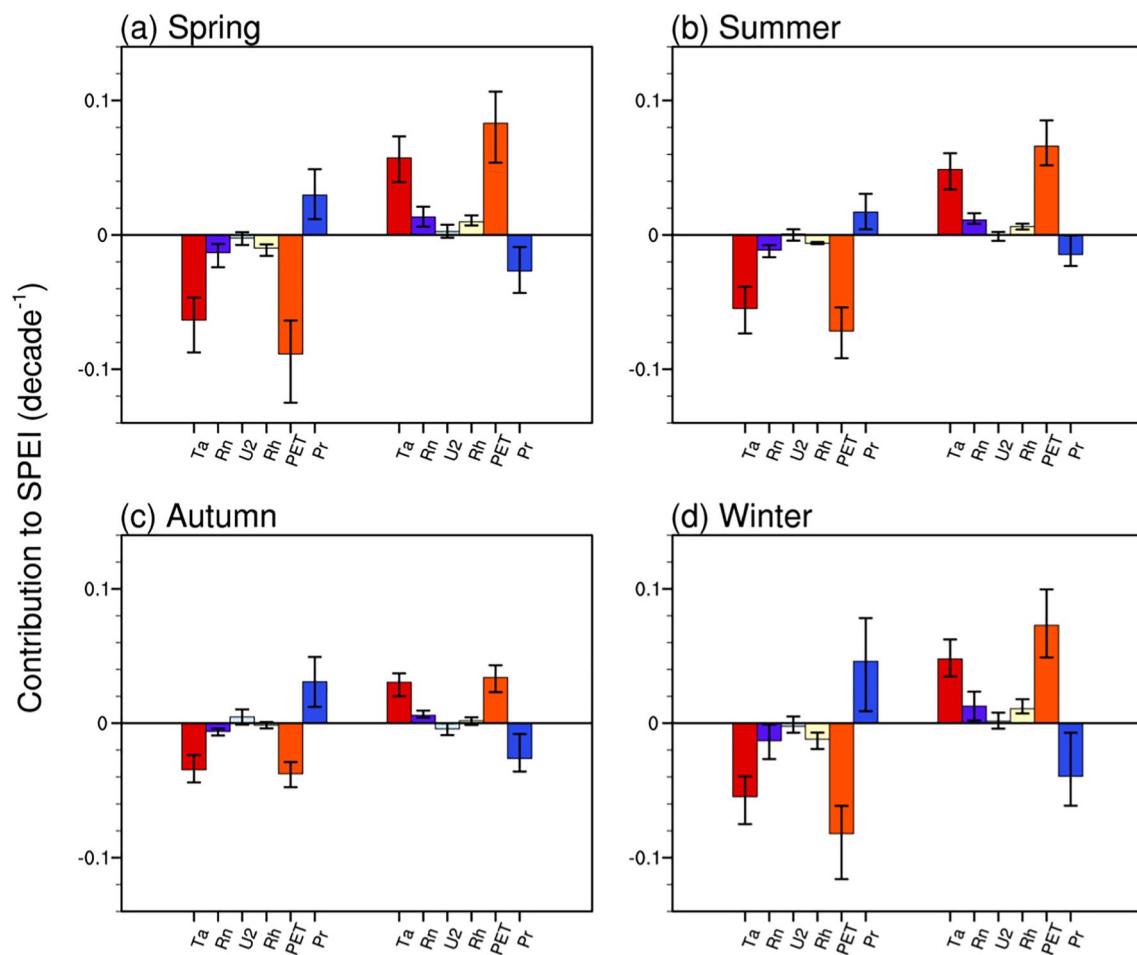 (a) Spring
(b) Summer
0.1
0
-0.1
0.1
0
-0.1
Ta Rn U2 Rh PET Pr Ta Rn U2 Rh PET Pr
Ta Rn U2 Rh PET Pr Ta Rn U2 Rh PET Pr
Contribution to SPEI (decade⁻¹)
(c) Autumn
(d) Winter
0.1
0
-0.1
0.1
0
-0.1
Ta Rn U2 Rh PET Pr Ta Rn U2 Rh PET Pr
Ta Rn U2 Rh PET Pr Ta Rn U2 Rh PET Pr